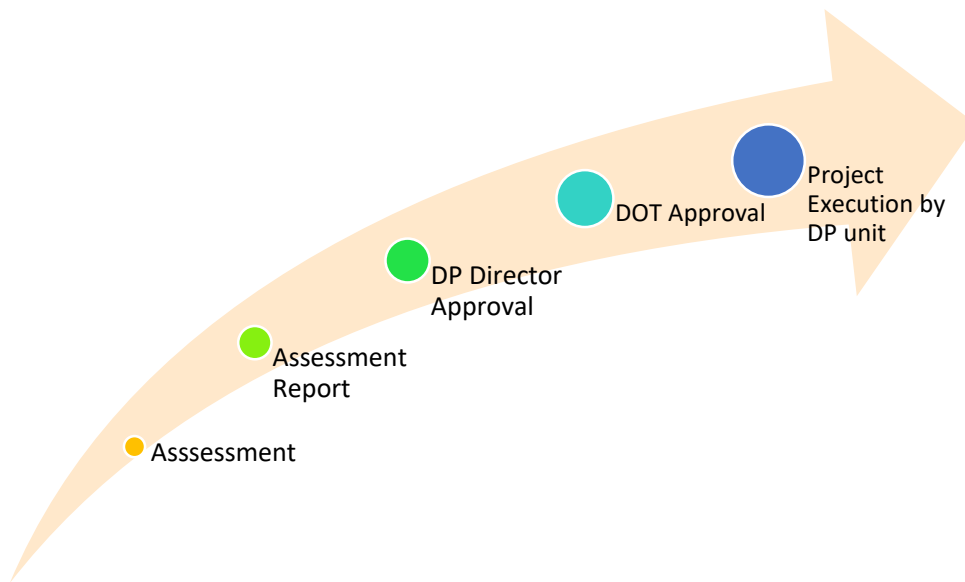 Asssessment
Assessment
Report
DP Director
Approval
DOT Approval
Project
Execution by
DP unit